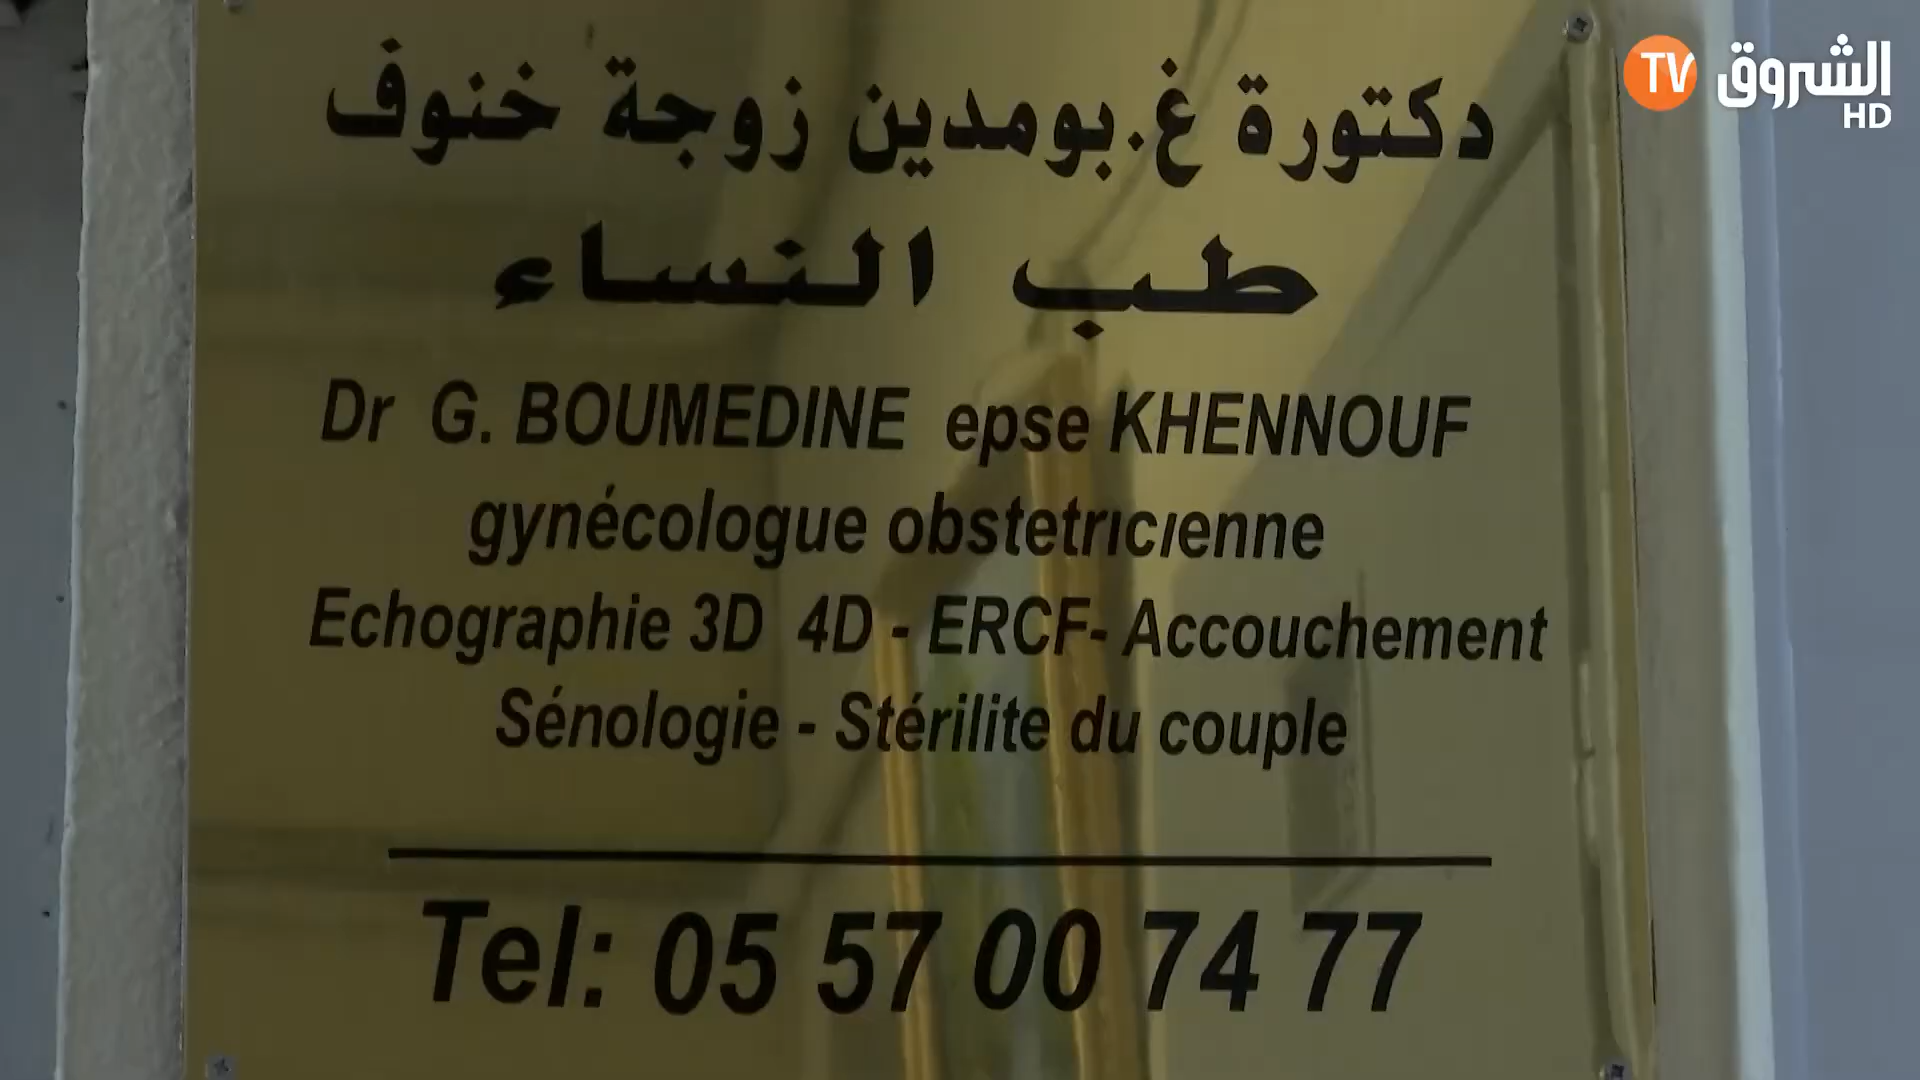 TV الشروق
HD
دكتورة غ.بومدين زوجة خنوف
طب النساء
Dr G. BOUMEDINE epse KHENNOUF
gynécologue obstetricienne
Echographie 3D 4D - ERCF- Accouchement
Sénologie - Stérilite du couple
Tel: 05 57 00 74 77